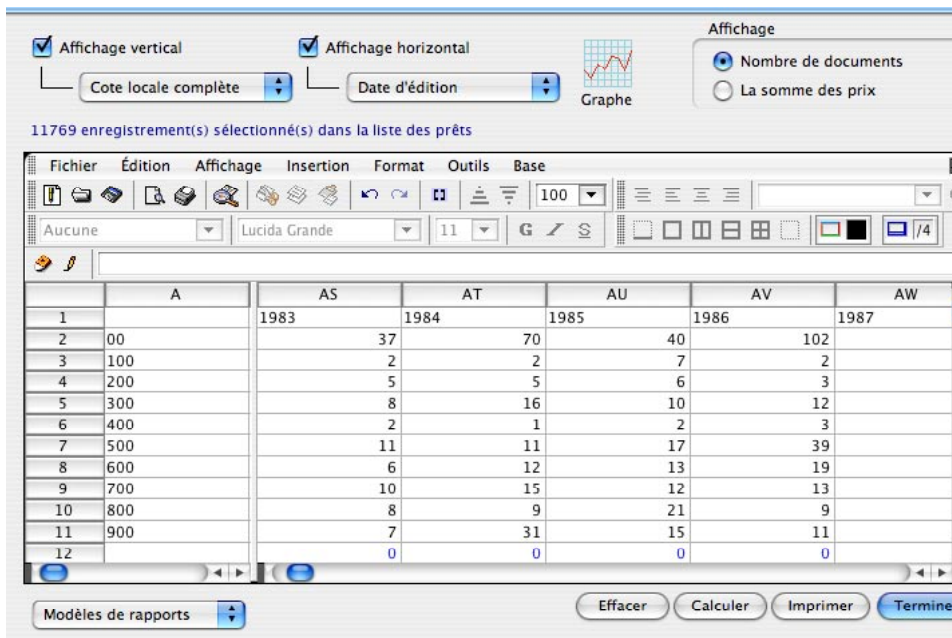 Affichage
Affichage vertical
Affichage horizontal
Nombre de documents
Cote locale complète
Date d'édition
La somme des prix
Graphe
11769 enregistrement(s) sélectionné(s) dans la liste des prêts
Fichier Édition Affichage Insertion Format Outils Base
100
Aucune Lucida Grande 11 G I S /4
A AS AT AU AV AW
1 1983 1984 1985 1986 1987
2 00 37 70 40 102
3 100 2 2 7 2
4 200 5 5 6 3
5 300 8 16 10 12
6 400 2 1 2 3
7 500 11 11 17 39
8 600 6 12 13 19
9 700 10 15 12 13
10 800 8 9 21 9
11 900 7 31 15 11
12 0 0 0 0
Modèles de rapports
Effacer Calculer Imprimer Termine